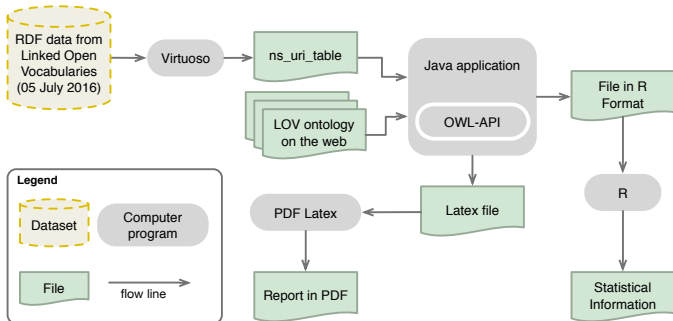 RDF data from
Linked Open
Vocabularies
(05 July 2016)
Virtuoso
ns_uri_table
Java application
File in R
Format
LOV ontology
on the web
OWL-API
Legend
Dataset
Computer
program
File
flow line
PDF Latex
Latex file
R
Report in PDF
Statistical
Information